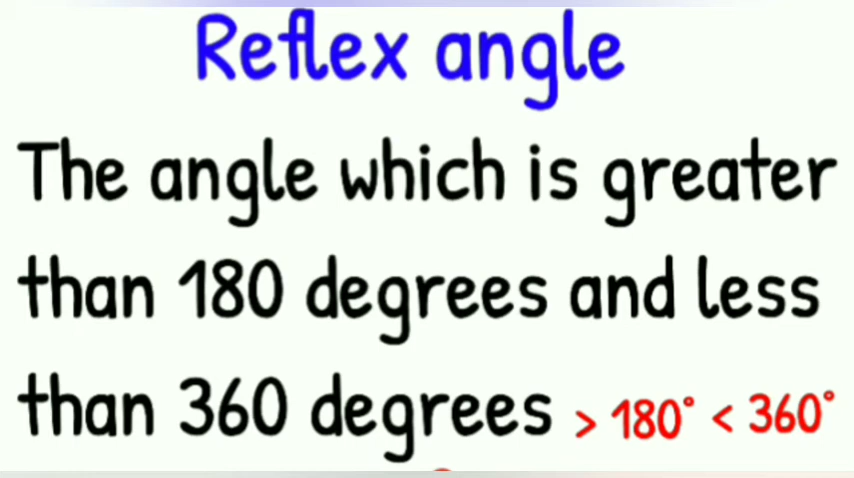 Reflex angle
The angle which is greater
than 180 degrees and less
than 360 degrees > 180° < 360°